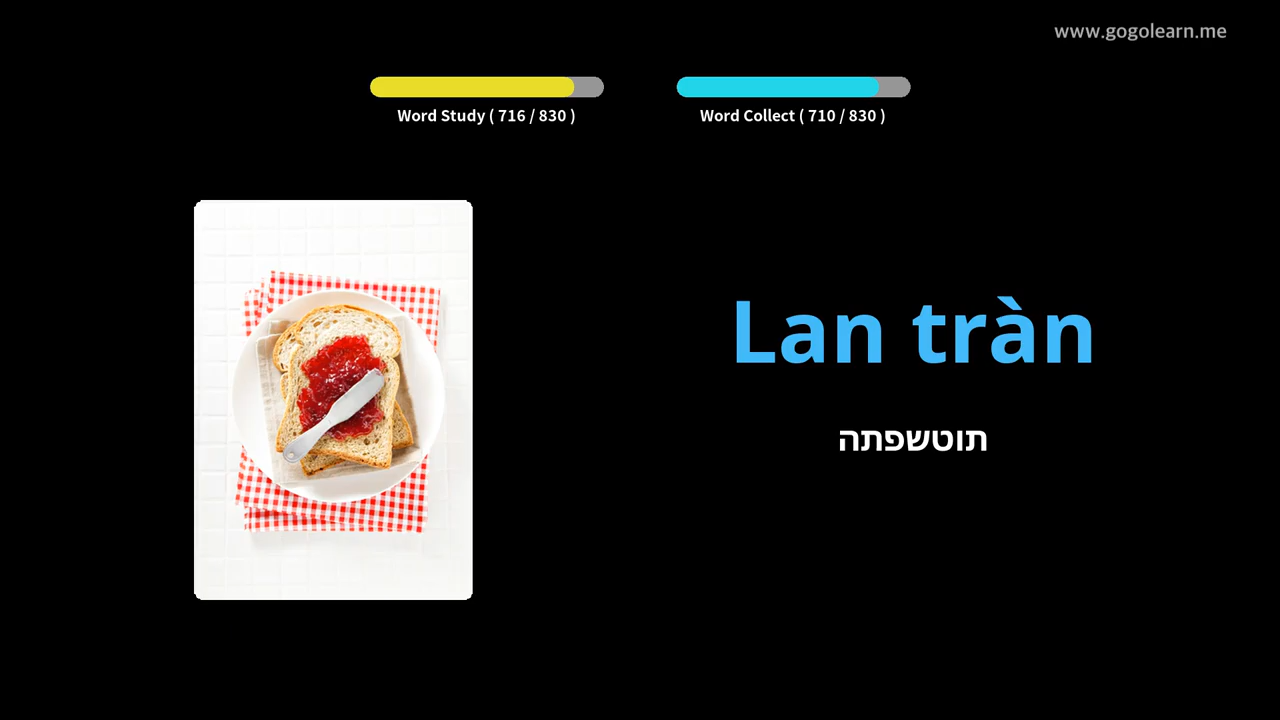 www.gogolearn.me
Word Study ( 716 / 830 )
Word Collect ( 710 / 830 )
Lan tràn
תוטשפתה